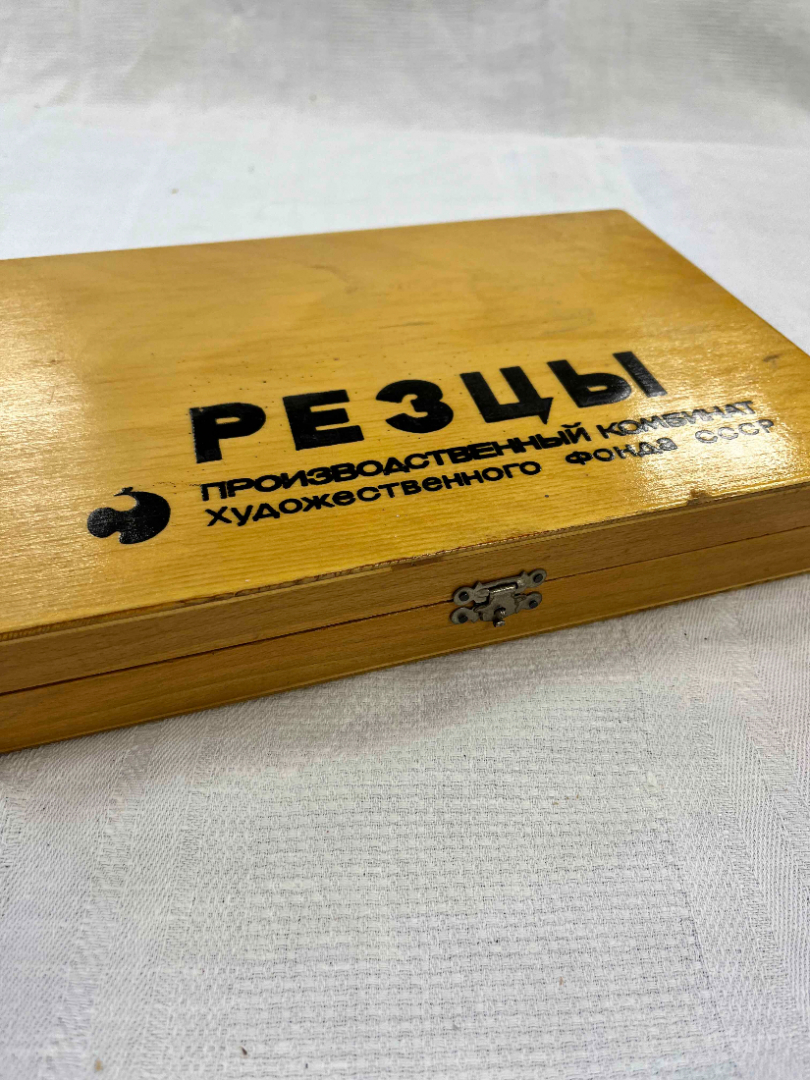 РЕЗЦЫ
ПРОИЗВОДСТВЕННЫЙ КОМБИНАТ
художественного фонда СССР